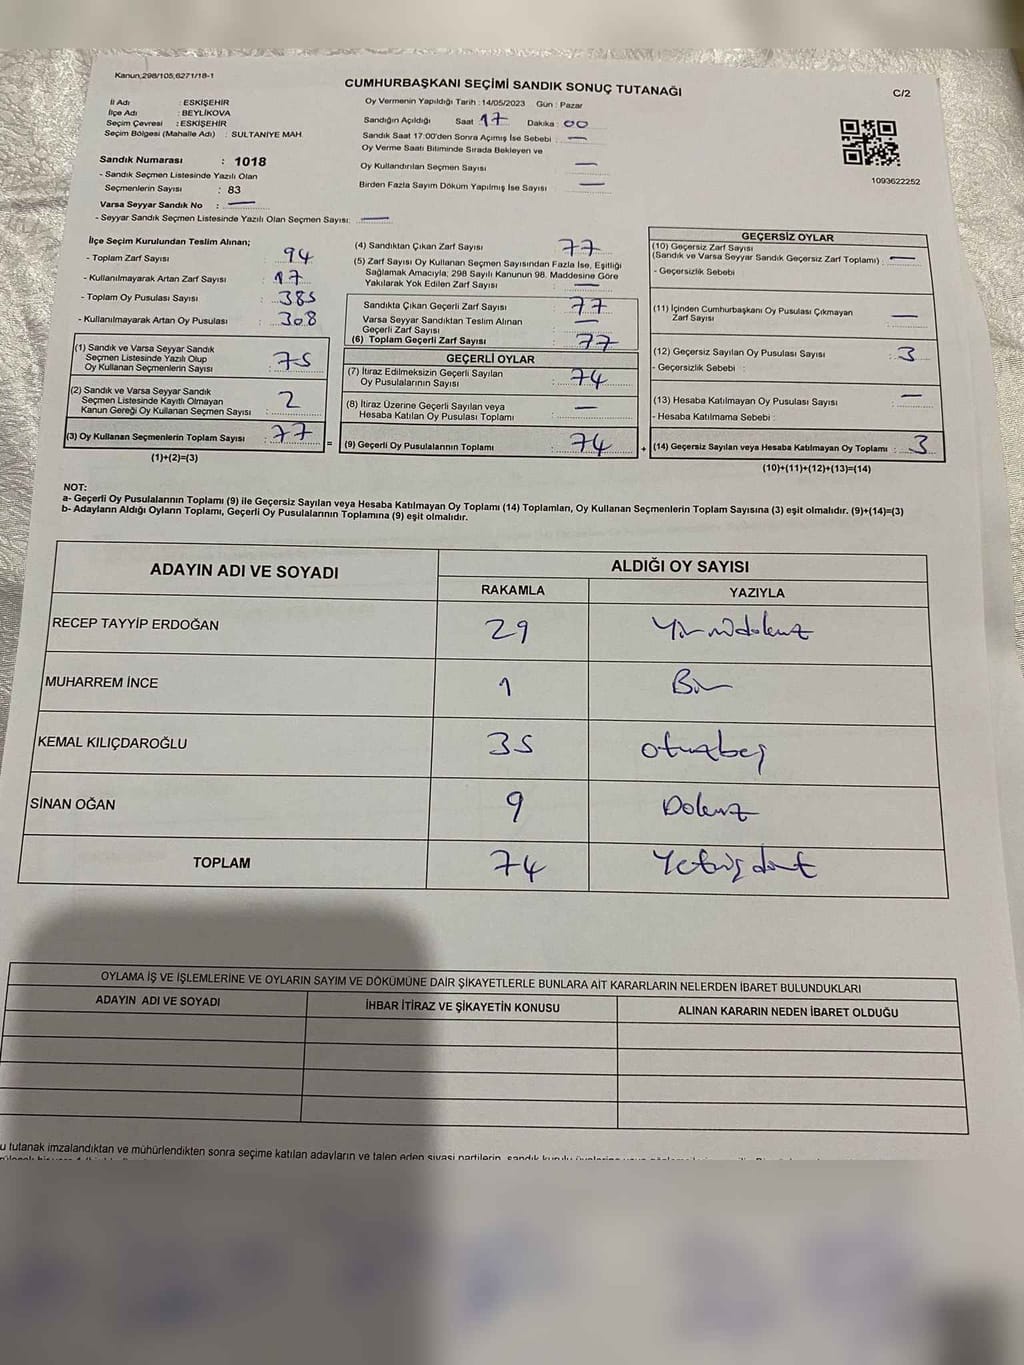 Kanun,298/105,6271/18-1
CUMHURBAŞKANI SEÇİMİ SANDIK SONUÇ TUTANAĞI
C/2
İl Adı : ESKİŞEHİR
İlçe Adı : BEYLİKOVA
Seçim Çevresi : ESKİŞEHİR
Seçim Bölgesi (Mahalle Adı) : SULTANİYE MAH.
Sandık Numarası : 1018
- Sandık Seçmen Listesinde Yazılı Olan
Seçmenlerin Sayısı : 83
Varsa Seyyar Sandık No : —
- Seyyar Sandık Seçmen Listesinde Yazılı Olan Seçmen Sayısı: —
Oy Vermenin Yapıldığı Tarih : 14/05/2023 Gün : Pazar
Sandığın Açıldığı Saat 17 Dakika : 00
Sandık Saat 17:00'den Sonra Açımış İse Sebebi : —
Oy Verme Saati Bitiminde Sırada Bekleyen ve
Oy Kullandırılan Seçmen Sayısı —
Birden Fazla Sayım Döküm Yapılmış İse Sayısı —
1093622252
İlçe Seçim Kurulundan Teslim Alınan;
- Toplam Zarf Sayısı : 94
- Kullanılmayarak Artan Zarf Sayısı : 17
- Toplam Oy Pusulası Sayısı : 385
- Kullanılmayarak Artan Oy Pusulası : 308
(1) Sandık ve Varsa Seyyar Sandık
Seçmen Listesinde Yazılı Olup
Oy Kullanan Seçmenlerin Sayısı : 75
(2) Sandık ve Varsa Seyyar Sandık
Seçmen Listesinde Kayıtlı Olmayan
Kanun Gereği Oy Kullanan Seçmen Sayısı : 2
(3) Oy Kullanan Seçmenlerin Toplam Sayısı : 77
(1)+(2)=(3)
=
(4) Sandıktan Çıkan Zarf Sayısı : 77
(5) Zarf Sayısı Oy Kullanan Seçmen Sayısından Fazla İse, Eşitliği
Sağlamak Amacıyla; 298 Sayılı Kanunun 98. Maddesine Göre
Yakılarak Yok Edilen Zarf Sayısı : —
Sandıkta Çıkan Geçerli Zarf Sayısı : 77
Varsa Seyyar Sandıktan Teslim Alınan
Geçerli Zarf Sayısı : —
(6) Toplam Geçerli Zarf Sayısı : 77
GEÇERLİ OYLAR
(7) İtiraz Edilmeksizin Geçerli Sayılan
Oy Pusulalarının Sayısı : 74
(8) İtiraz Üzerine Geçerli Sayılan veya
Hesaba Katılan Oy Pusulası Toplamı : —
(9) Geçerli Oy Pusulalarının Toplamı : 74
+
GEÇERSİZ OYLAR
(10) Geçersiz Zarf Sayısı
(Sandık ve Varsa Seyyar Sandık Geçersiz Zarf Toplamı) : —
- Geçersizlik Sebebi
(11) İçinden Cumhurbaşkanı Oy Pusulası Çıkmayan
Zarf Sayısı : —
(12) Geçersiz Sayılan Oy Pusulası Sayısı : 3
- Geçersizlik Sebebi :
(13) Hesaba Katılmayan Oy Pusulası Sayısı : —
- Hesaba Katılmama Sebebi :
(14) Geçersiz Sayılan veya Hesaba Katılmayan Oy Toplamı : 3
(10)+(11)+(12)+(13)=(14)
NOT:
a- Geçerli Oy Pusulalarının Toplamı (9) ile Geçersiz Sayılan veya Hesaba Katılmayan Oy Toplamı (14) Toplamları, Oy Kullanan Seçmenlerin Toplam Sayısına (3) eşit olmalıdır. (9)+(14)=(3)
b- Adayların Aldığı Oyların Toplamı, Geçerli Oy Pusulalarının Toplamına (9) eşit olmalıdır.
ADAYIN ADI VE SOYADI
ALDIĞI OY SAYISI
RAKAMLA YAZIYLA
RECEP TAYYİP ERDOĞAN 29 Yirmidokuz
MUHARREM İNCE 1 Bir
KEMAL KILIÇDAROĞLU 35 otuzbeş
SİNAN OĞAN 9 Dokuz
TOPLAM 74 Yetmişdört
OYLAMA İŞ VE İŞLEMLERİNE VE OYLARIN SAYIM VE DÖKÜMÜNE DAİR ŞİKAYETLERLE BUNLARA AİT KARARLARIN NELERDEN İBARET BULUNDUKLARI
ADAYIN ADI VE SOYADI İHBAR İTİRAZ VE ŞİKAYETİN KONUSU ALINAN KARARIN NEDEN İBARET OLDUĞU
u tutanak imzalandıktan ve mühürlendikten sonra seçime katılan adayların ve talep eden siyasi partilerin, sandık kurulu